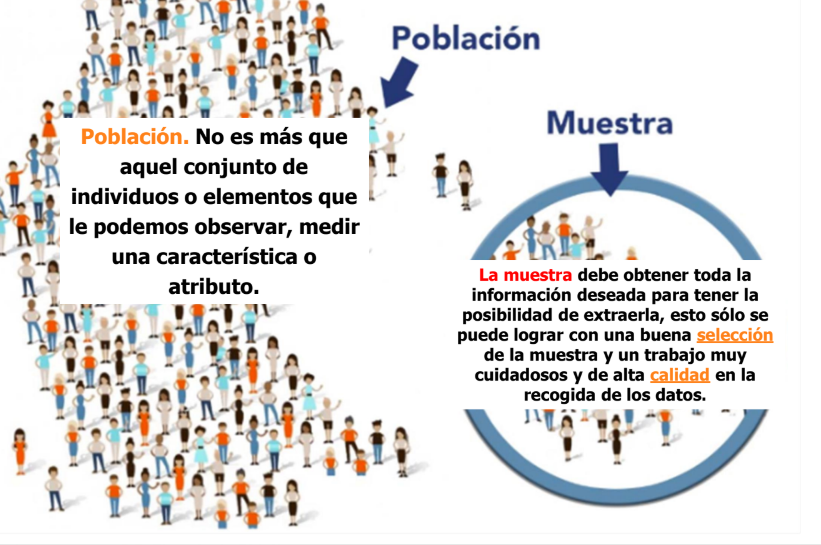 Población
Población. No es más que
aquel conjunto de
individuos o elementos que
le podemos observar, medir
una característica o
atributo.
Muestra
La muestra debe obtener toda la
información deseada para tener la
posibilidad de extraerla, esto sólo se
puede lograr con una buena selección
de la muestra y un trabajo muy
cuidadosos y de alta calidad en la
recogida de los datos.